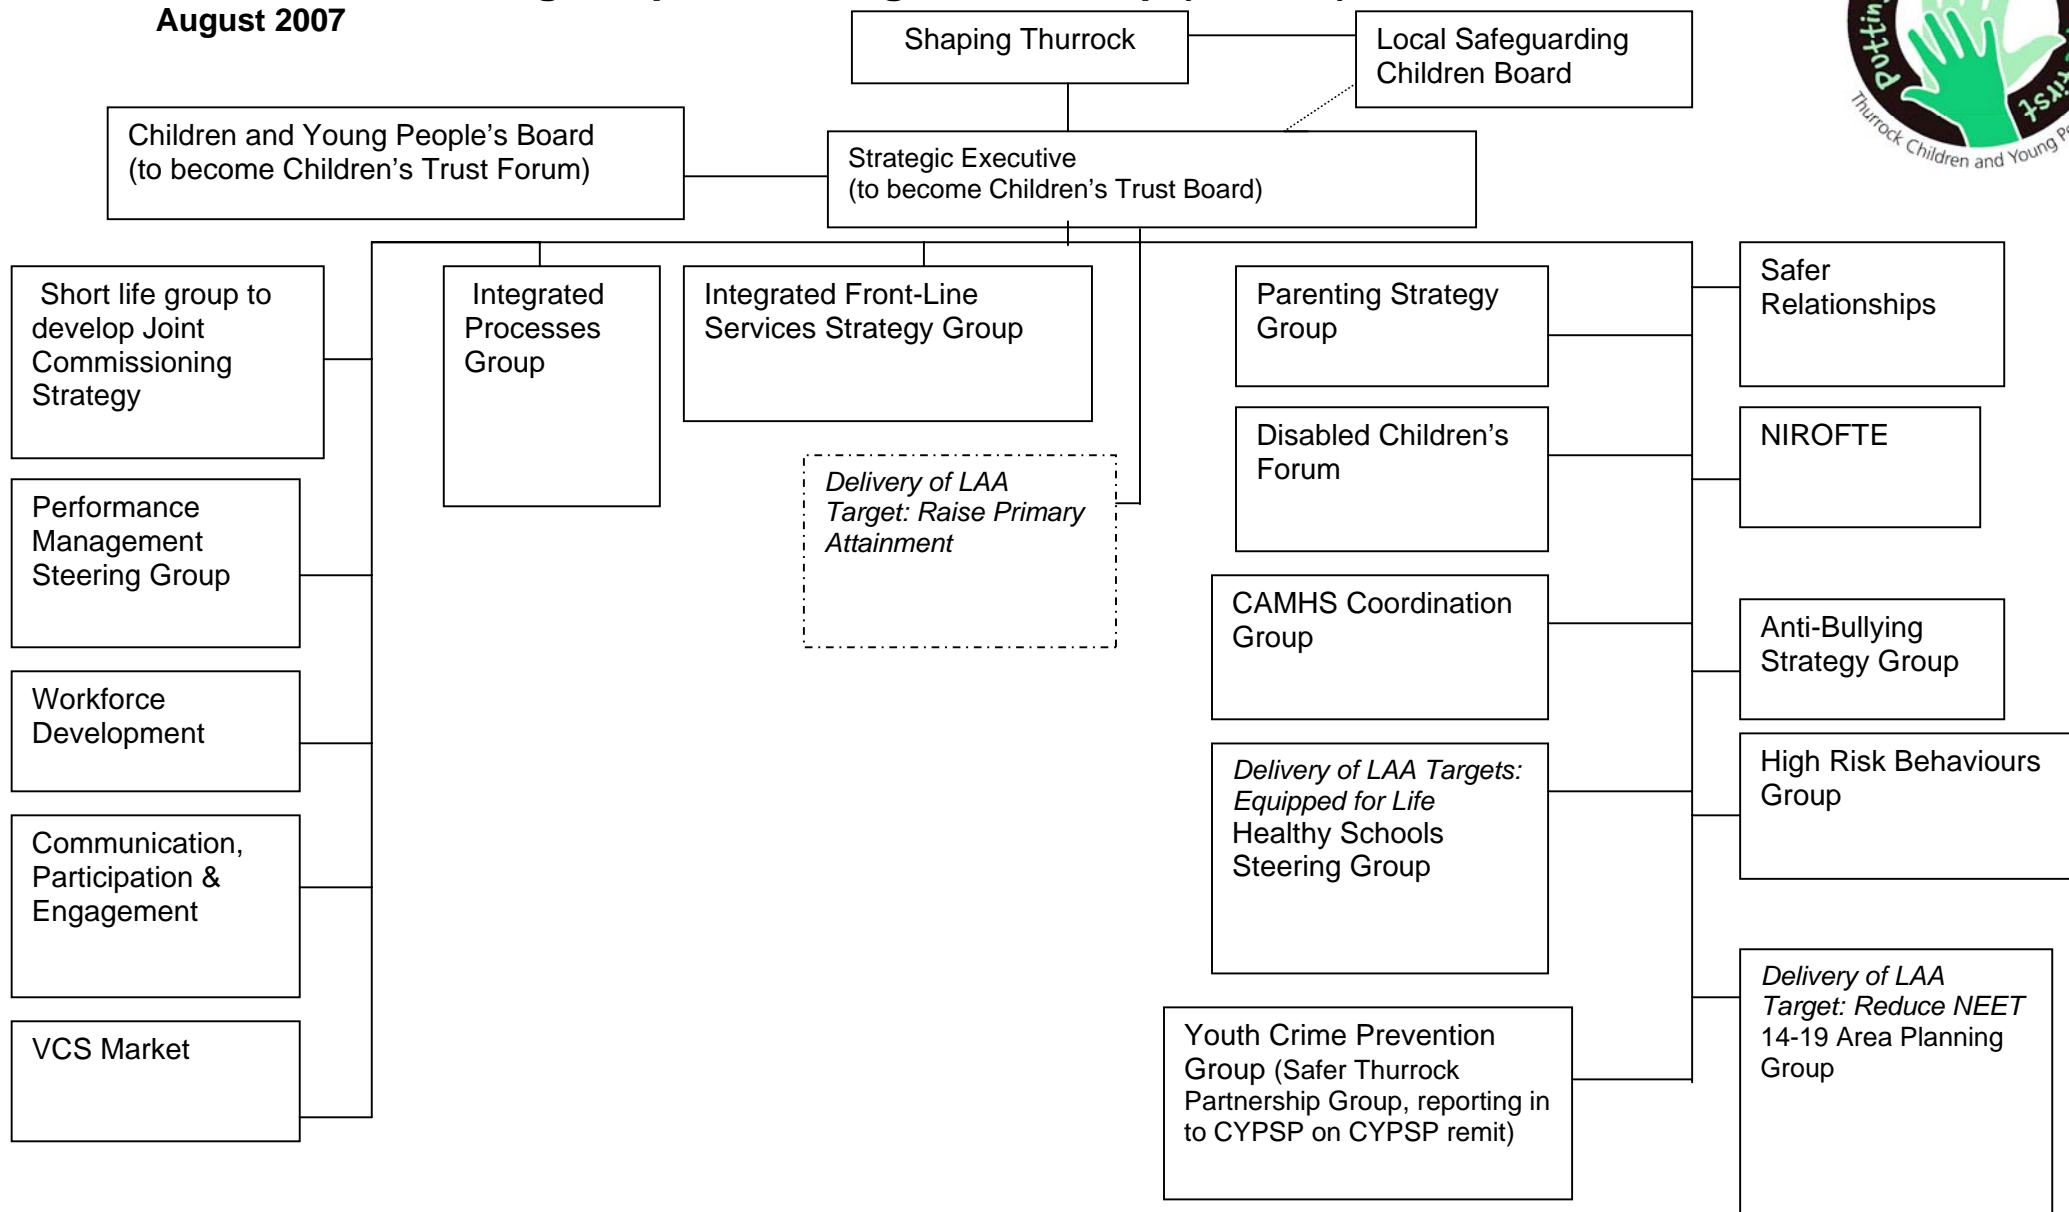 August 2007
Shaping Thurrock
Local Safeguarding
Children Board
Putting
First
Thurrock Children and Young
Children and Young People’s Board
(to become Children’s Trust Forum)
Strategic Executive
(to become Children’s Trust Board)
Short life group to
develop Joint
Commissioning
Strategy
Performance
Management
Steering Group
Workforce
Development
Communication,
Participation &
Engagement
VCS Market
Integrated
Processes
Group
Integrated Front-Line
Services Strategy Group
Delivery of LAA
Target: Raise Primary
Attainment
Parenting Strategy
Group
Disabled Children’s
Forum
CAMHS Coordination
Group
Delivery of LAA Targets:
Equipped for Life
Healthy Schools
Steering Group
Youth Crime Prevention
Group (Safer Thurrock
Partnership Group, reporting in
to CYPSP on CYPSP remit)
Safer
Relationships
NIROFTE
Anti-Bullying
Strategy Group
High Risk Behaviours
Group
Delivery of LAA
Target: Reduce NEET
14-19 Area Planning
Group